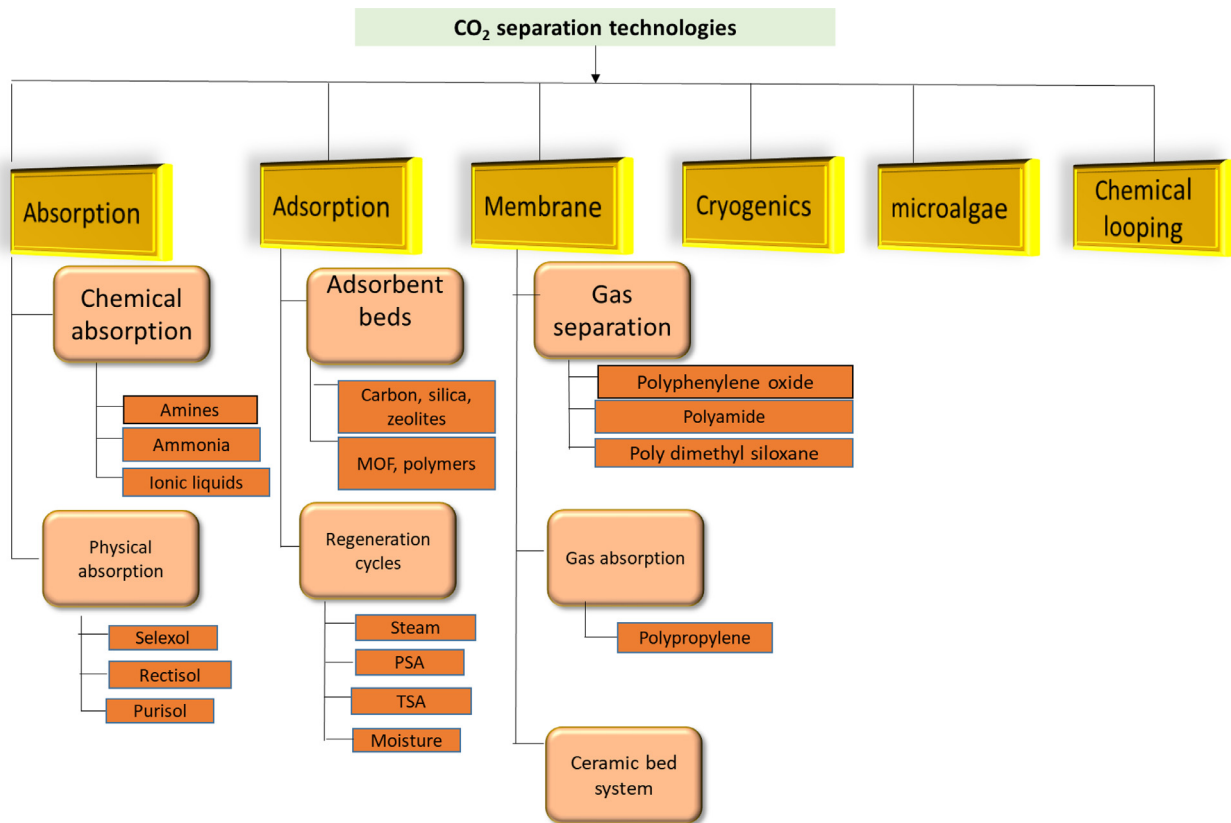 CO₂ separation technologies
Absorption
Adsorption
Membrane
Cryogenics
microalgae
Chemical
looping
Chemical
absorption
Amines
Ammonia
Ionic liquids
Physical
absorption
Selexol
Rectisol
Purisol
Adsorbent
beds
Carbon, silica,
zeolites
MOF, polymers
Regeneration
cycles
Steam
PSA
TSA
Moisture
Gas
separation
Polyphenylene oxide
Polyamide
Poly dimethyl siloxane
Gas absorption
Polypropylene
Ceramic bed
system